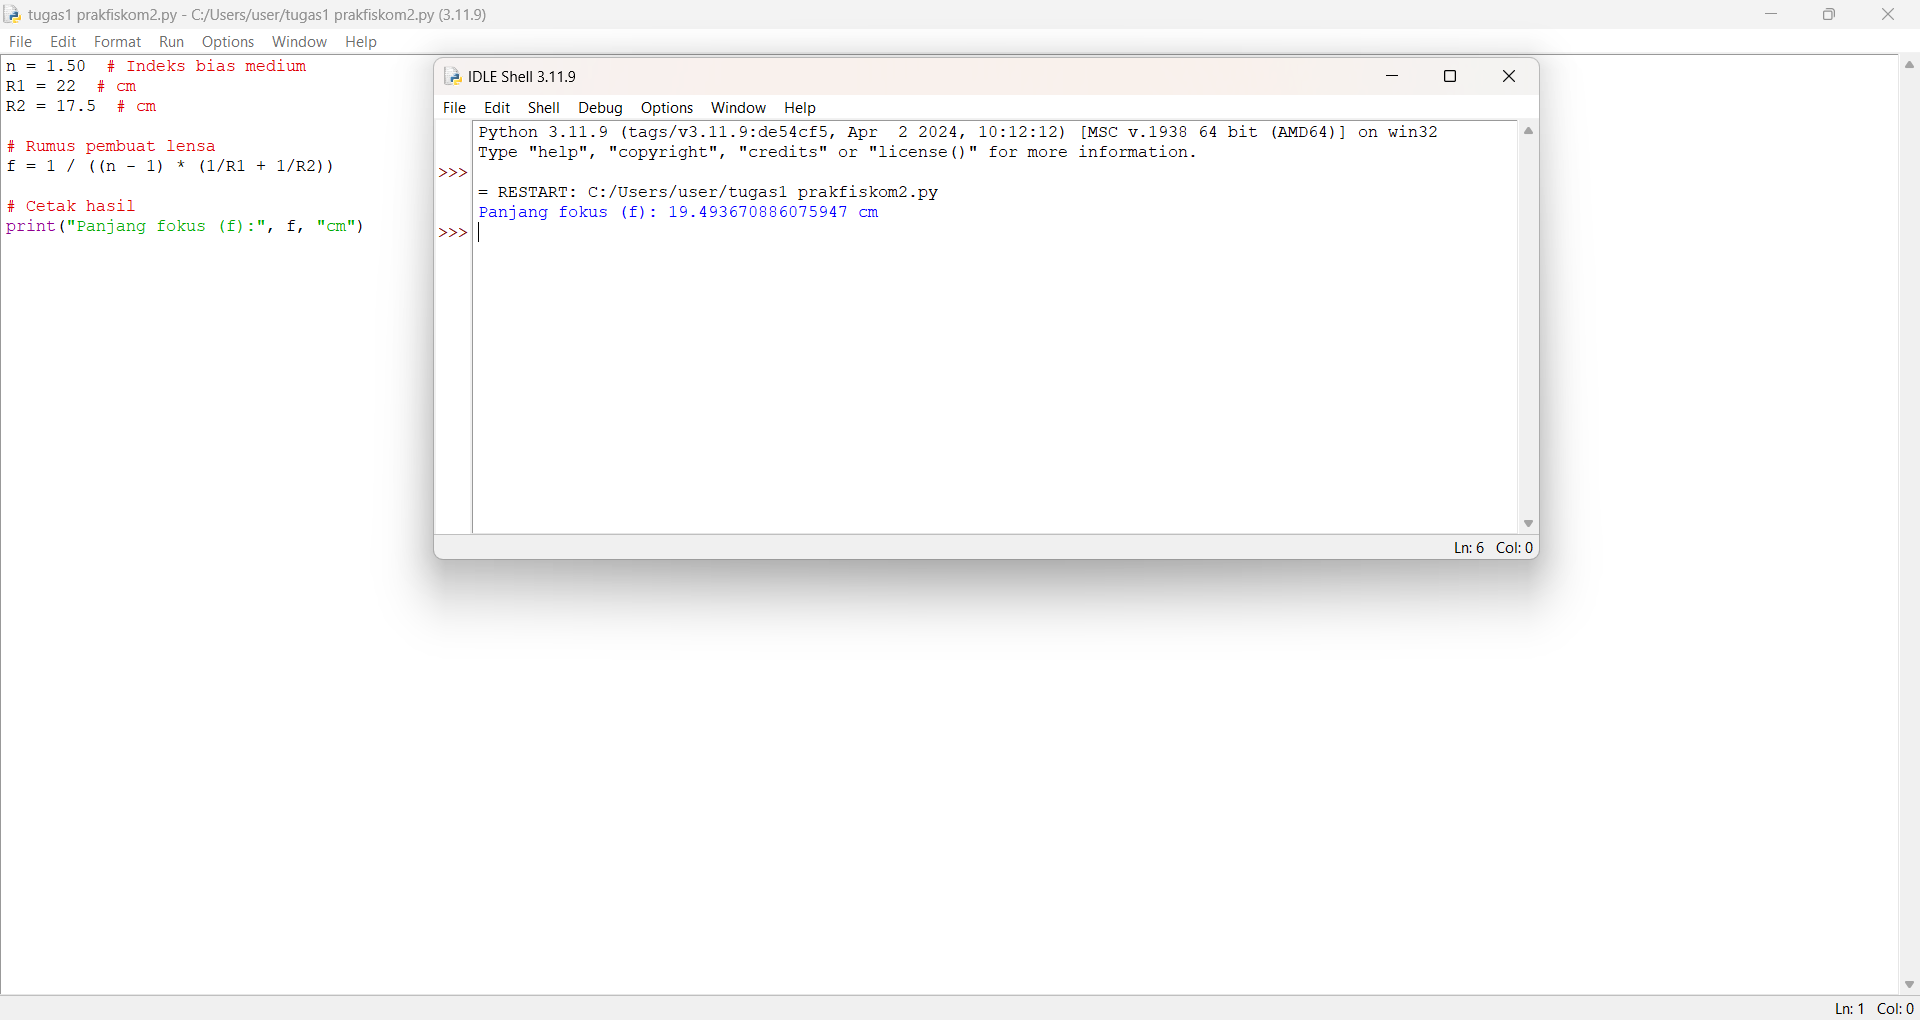 tugas1 prakfiskom2.py - C:/Users/user/tugas1 prakfiskom2.py (3.11.9)
File Edit Format Run Options Window Help
n = 1.50  # Indeks bias medium
R1 = 22  # cm
R2 = 17.5  # cm
# Rumus pembuat lensa
f = 1 / ((n - 1) * (1/R1 + 1/R2))
# Cetak hasil
print("Panjang fokus (f):", f, "cm")
IDLE Shell 3.11.9
File Edit Shell Debug Options Window Help
Python 3.11.9 (tags/v3.11.9:de54cf5, Apr  2 2024, 10:12:12) [MSC v.1938 64 bit (AMD64)] on win32
Type "help", "copyright", "credits" or "license()" for more information.
>>>
= RESTART: C:/Users/user/tugas1 prakfiskom2.py
Panjang fokus (f): 19.493670886075947 cm
>>>
Ln: 6 Col: 0
Ln: 1 Col: 0